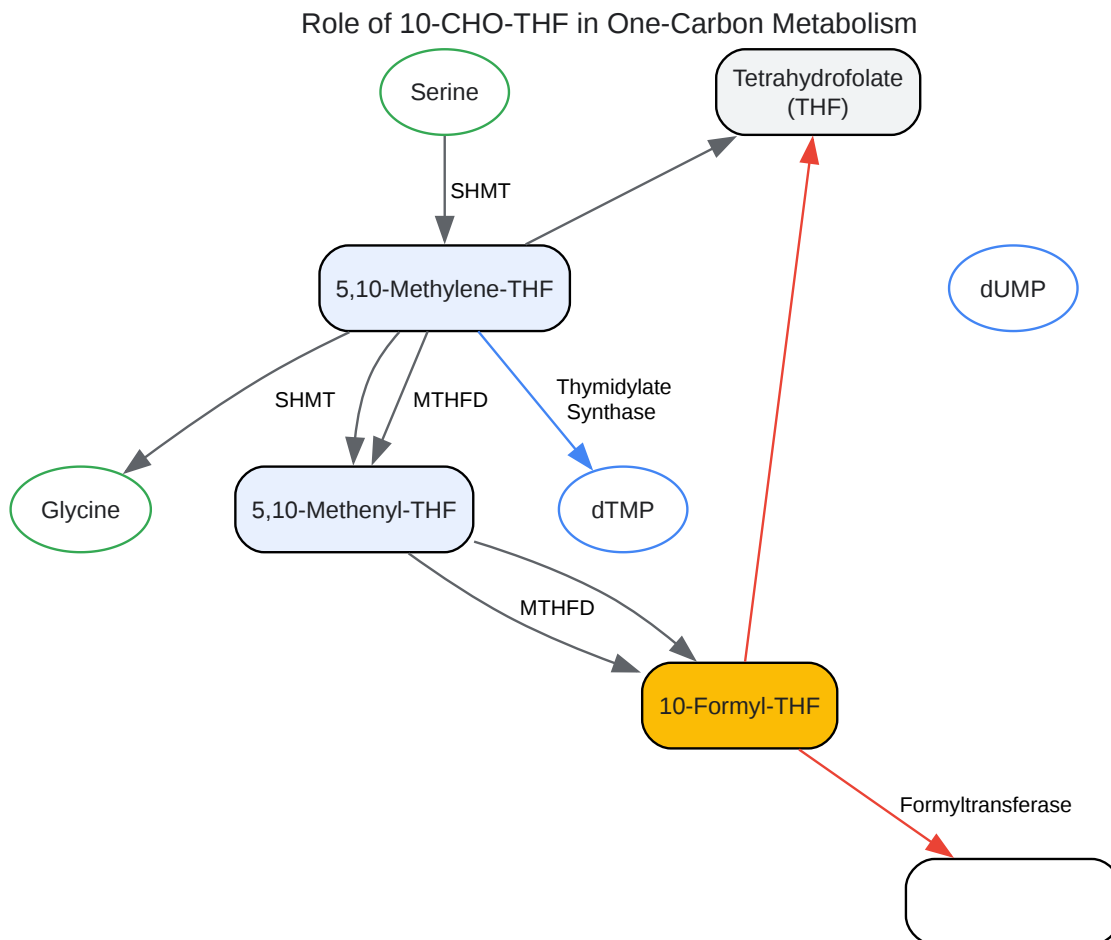 Role of 10-CHO-THF in One-Carbon Metabolism
Serine
Tetrahydrofolate
(THF)
SHMT
5,10-Methylene-THF
dUMP
SHMT
MTHFD
Thymidylate
Synthase
Glycine
5,10-Methenyl-THF
dTMP
MTHFD
10-Formyl-THF
Formyltransferase